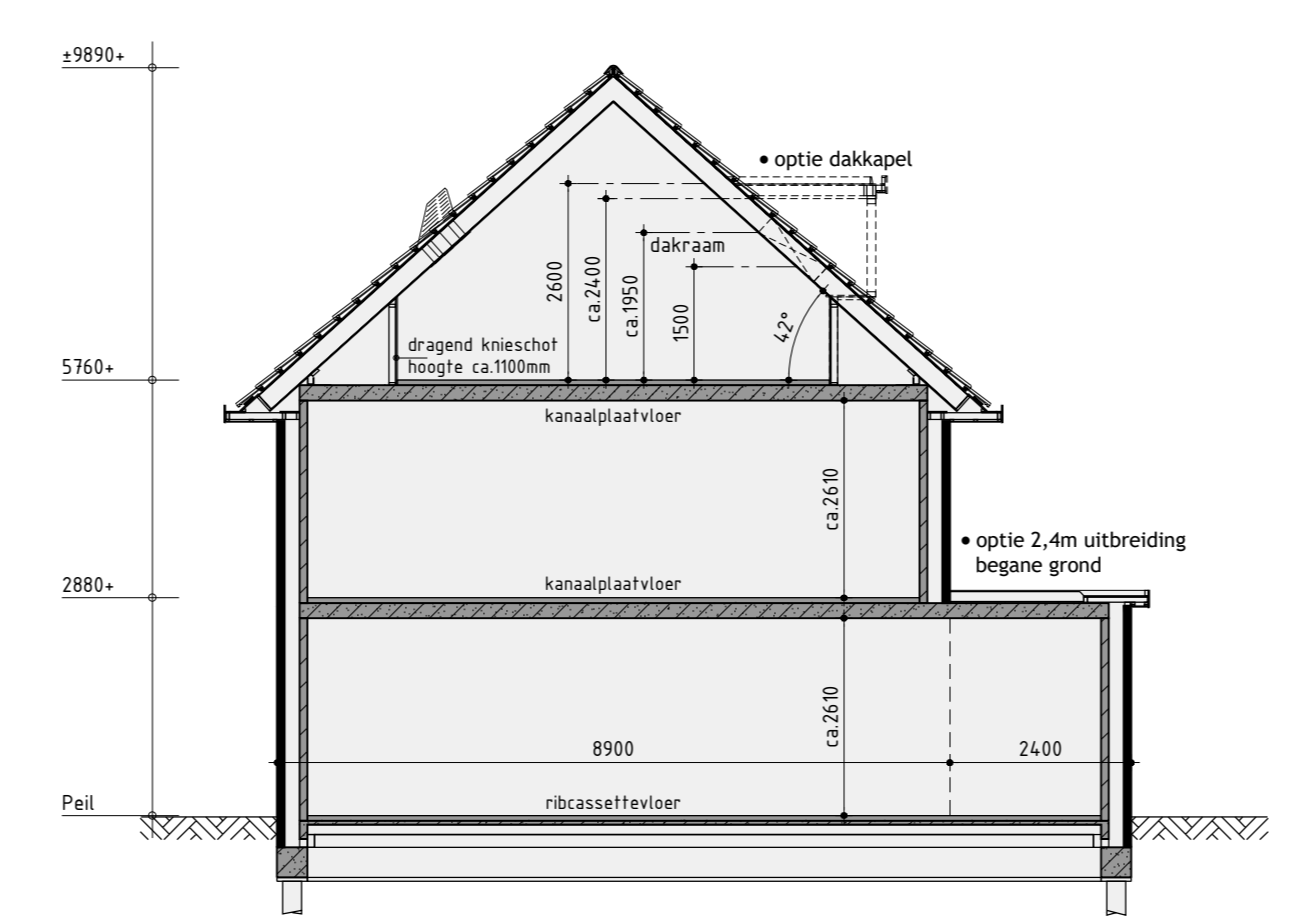 ±9890+
• optie dakkapel
dakraam
2600
ca.2400
ca.1950
1500
42°
dragend knieschot
hoogte ca.1100mm
5760+
kanaalplaatvloer
ca.2610
• optie 2,4m uitbreiding
begane grond
kanaalplaatvloer
2880+
ca.2610
8900
2400
Peil
ribcassettevloer